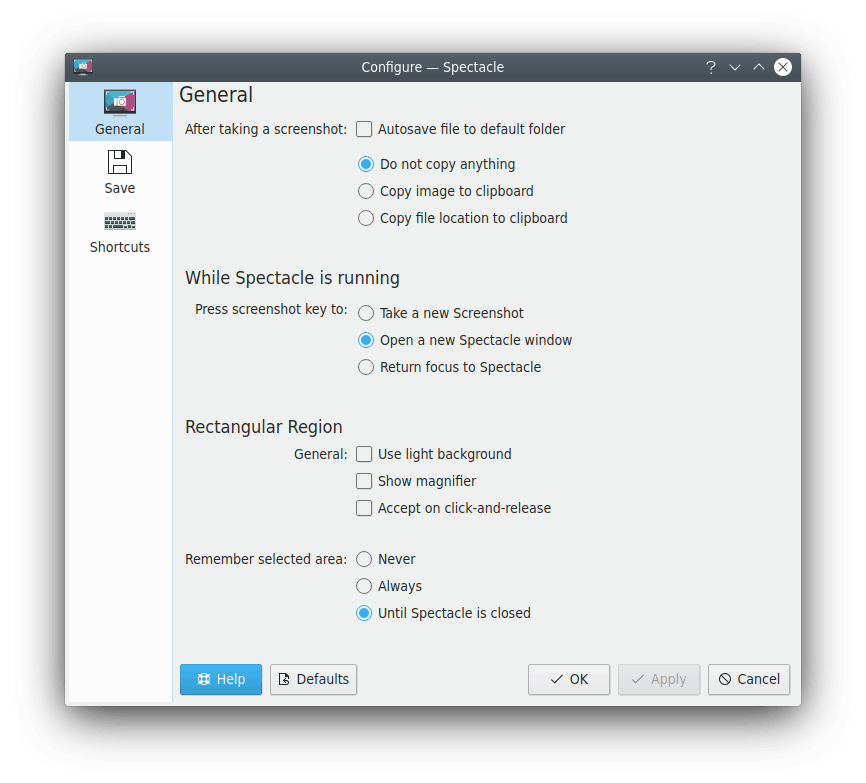 Configure — Spectacle
General
Save
Shortcuts
General
After taking a screenshot: Autosave file to default folder
Do not copy anything
Copy image to clipboard
Copy file location to clipboard
While Spectacle is running
Press screenshot key to: Take a new Screenshot
Open a new Spectacle window
Return focus to Spectacle
Rectangular Region
General: Use light background
Show magnifier
Accept on click-and-release
Remember selected area: Never
Always
Until Spectacle is closed
Help Defaults OK Apply Cancel